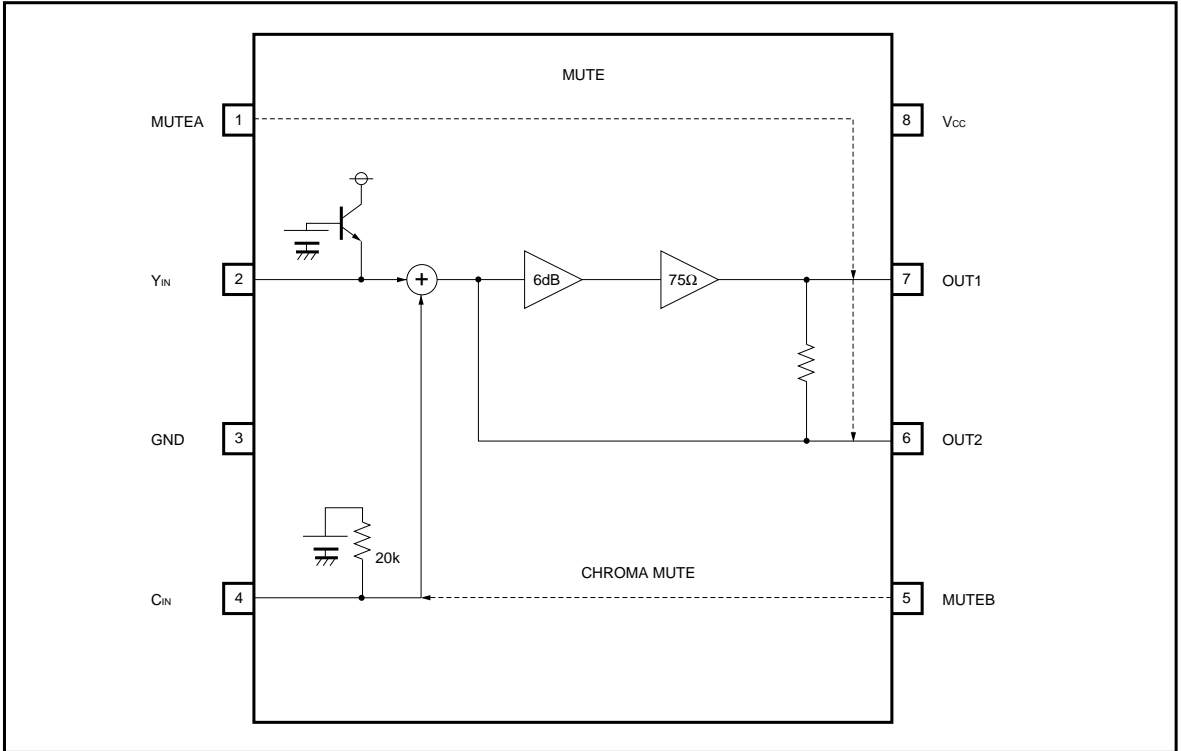 MUTE
MUTEA 1
8 Vcc
YIN 2
+
6dB
75Ω
7 OUT1
GND 3
6 OUT2
20k
CHROMA MUTE
CIN 4
5 MUTEB